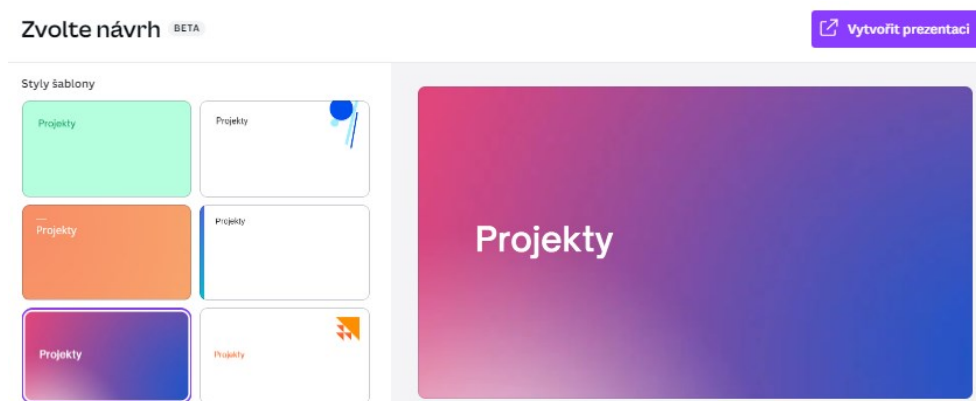 Zvolte návrh BETA
Vytvořit prezentaci
Styly šablony
Projekty
Projekty
Projekty
Projekty
Projekty
Projekty
Projekty